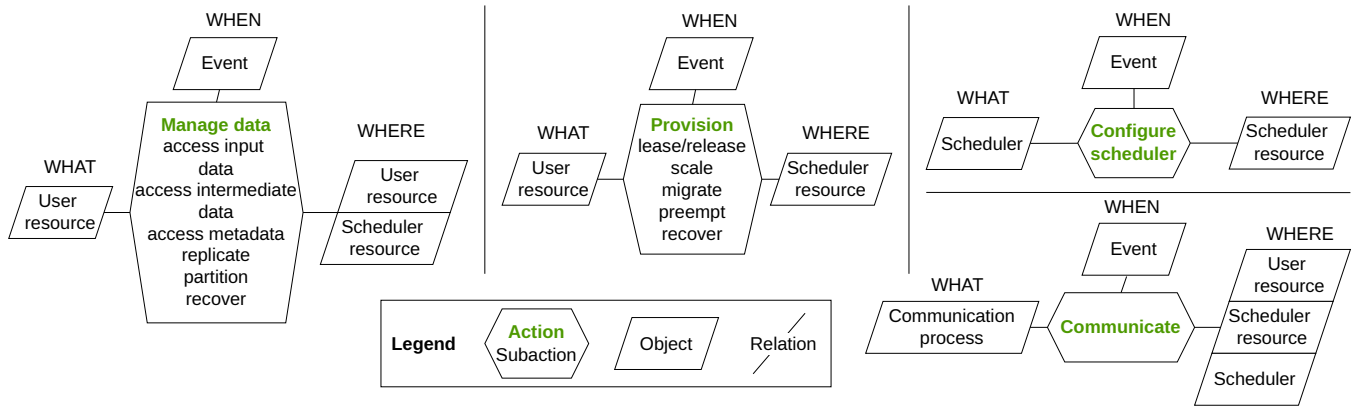 WHEN
Event
Manage data
access input
data
access intermediate
data
access metadata
replicate
partition
recover
WHAT
User
resource
WHERE
User
resource
Scheduler
resource
WHEN
Event
Provision
lease/release
scale
migrate
preempt
recover
WHAT
User
resource
WHERE
Scheduler
resource
WHEN
Event
WHAT
Scheduler
Configure
scheduler
WHERE
Scheduler
resource
WHEN
Event
WHAT
Communication
process
Communicate
WHERE
User
resource
Scheduler
resource
Scheduler
Legend
Action
Subaction
Object
Relation